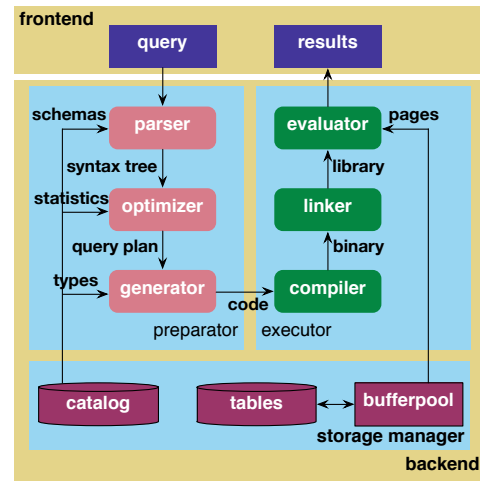 frontend
query
results
schemas
parser
evaluator
pages
syntax tree
library
statistics
optimizer
linker
query plan
binary
types
generator
code
compiler
preparator
executor
catalog
tables
bufferpool
storage manager
backend